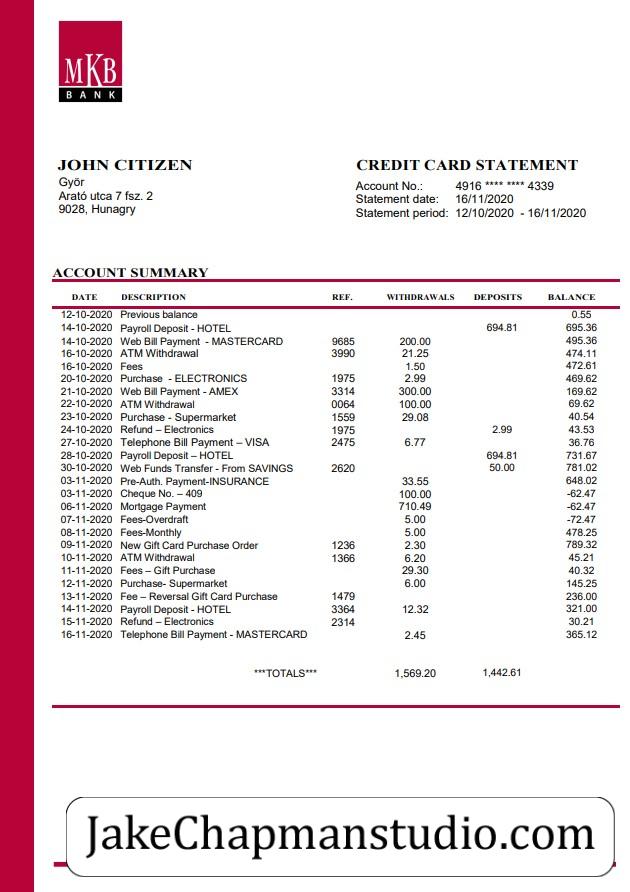 MKB
BANK
JOHN CITIZEN
Győr
Arató utca 7 fsz. 2
9028, Hunagry
CREDIT CARD STATEMENT
Account No.: 4916 **** **** 4339
Statement date: 16/11/2020
Statement period: 12/10/2020 - 16/11/2020
ACCOUNT SUMMARY
DATE DESCRIPTION REF. WITHDRAWALS DEPOSITS BALANCE
12-10-2020 Previous balance 0.55
14-10-2020 Payroll Deposit - HOTEL 694.81 695.36
14-10-2020 Web Bill Payment - MASTERCARD 9685 200.00 495.36
16-10-2020 ATM Withdrawal 3990 21.25 474.11
16-10-2020 Fees 1.50 472.61
20-10-2020 Purchase - ELECTRONICS 1975 2.99 469.62
21-10-2020 Web Bill Payment - AMEX 3314 300.00 169.62
22-10-2020 ATM Withdrawal 0064 100.00 69.62
23-10-2020 Purchase - Supermarket 1559 29.08 40.54
24-10-2020 Refund – Electronics 1975 2.99 43.53
27-10-2020 Telephone Bill Payment – VISA 2475 6.77 36.76
28-10-2020 Payroll Deposit – HOTEL 694.81 731.67
30-10-2020 Web Funds Transfer - From SAVINGS 2620 50.00 781.02
03-11-2020 Pre-Auth. Payment-INSURANCE 33.55 648.02
03-11-2020 Cheque No. – 409 100.00 -62.47
06-11-2020 Mortgage Payment 710.49 -62.47
07-11-2020 Fees-Overdraft 5.00 -72.47
08-11-2020 Fees-Monthly 5.00 478.25
09-11-2020 New Gift Card Purchase Order 1236 2.30 789.32
10-11-2020 ATM Withdrawal 1366 6.20 45.21
11-11-2020 Fees – Gift Purchase 29.30 40.32
12-11-2020 Purchase- Supermarket 6.00 145.25
13-11-2020 Fee – Reversal Gift Card Purchase 1479 236.00
14-11-2020 Payroll Deposit - HOTEL 3364 12.32 321.00
15-11-2020 Refund – Electronics 2314 30.21
16-11-2020 Telephone Bill Payment - MASTERCARD 2.45 365.12
***TOTALS*** 1,569.20 1,442.61
JakeChapmanstudio.com